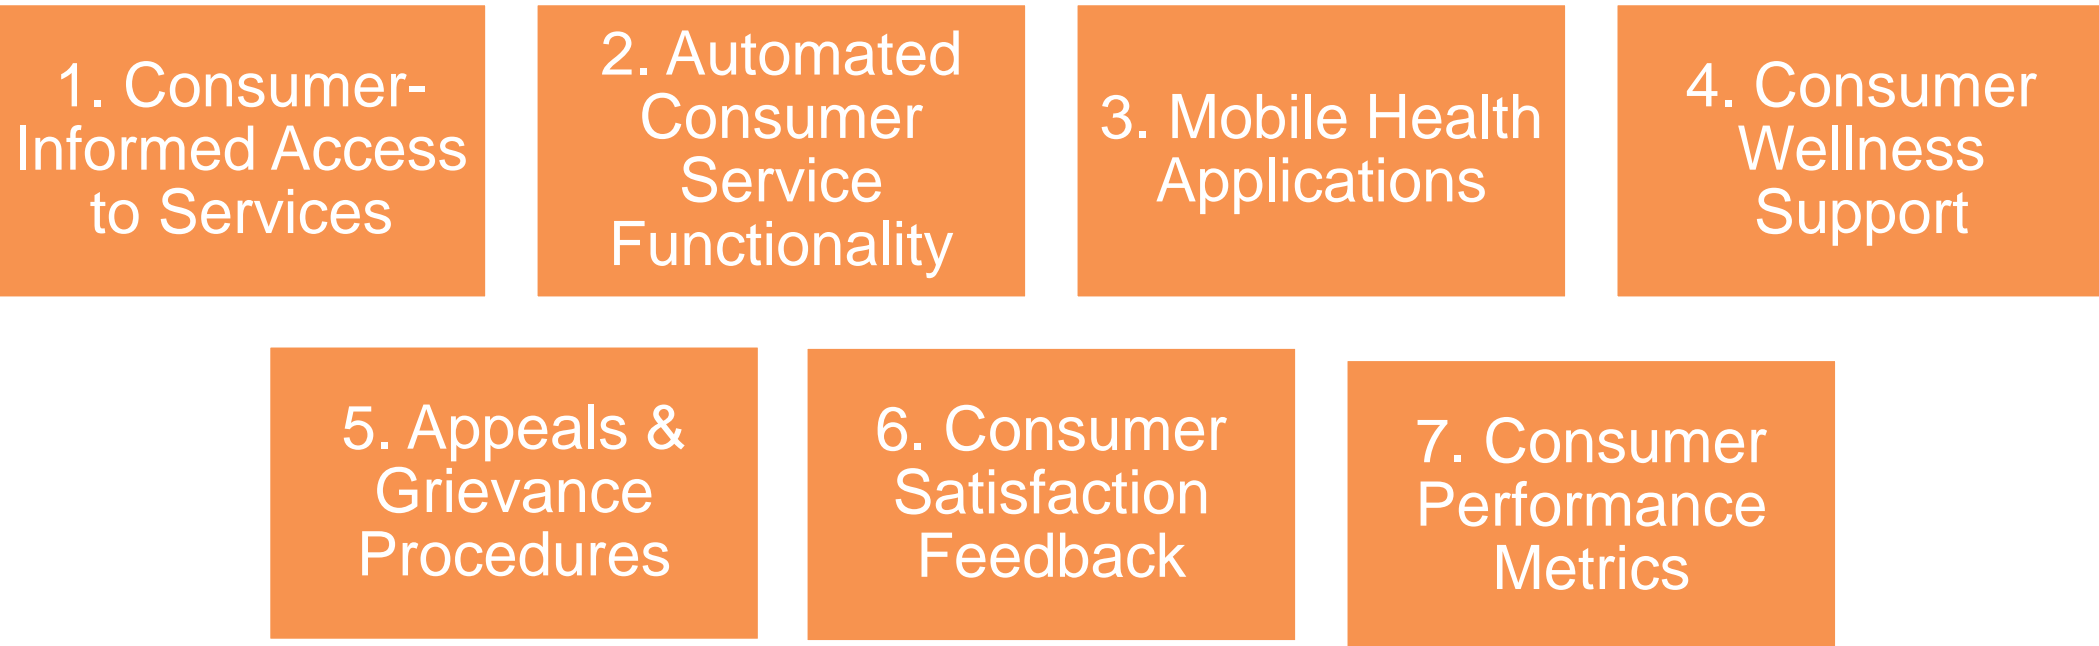 1. Consumer-
Informed Access
to Services
2. Automated
Consumer
Service
Functionality
3. Mobile Health
Applications
4. Consumer
Wellness
Support
5. Appeals &
Grievance
Procedures
6. Consumer
Satisfaction
Feedback
7. Consumer
Performance
Metrics